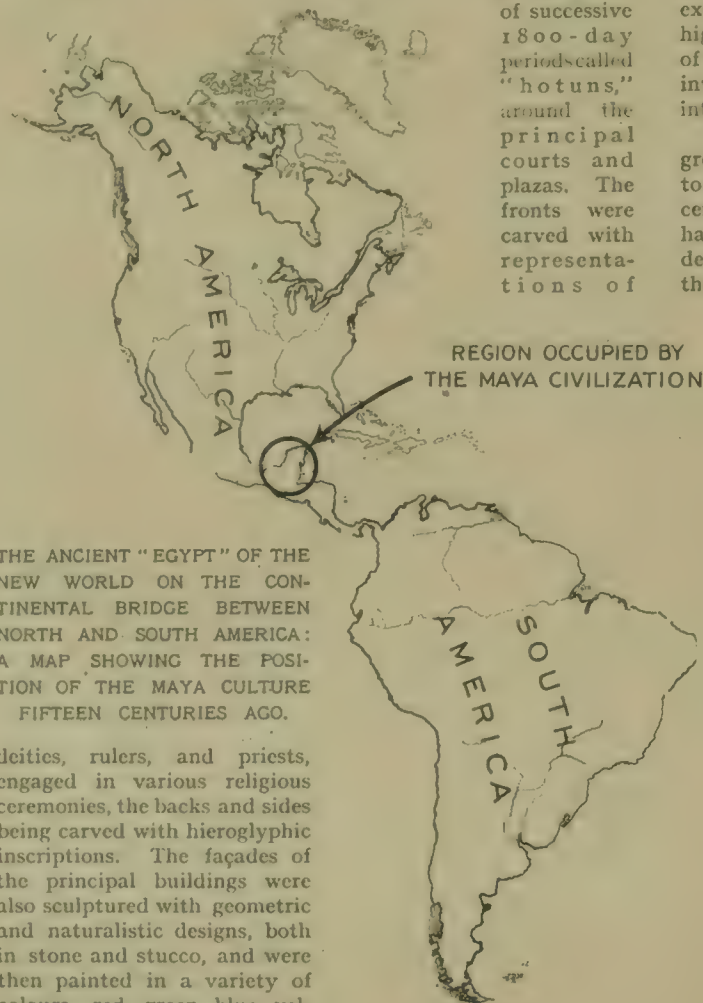 of successive
1800-day
periods called
"hotuns,"
around the
principal
courts and
plazas. The
fronts were
carved with
representa-
tions of
NORTH AMERICA
REGION OCCUPIED BY
THE MAYA CIVILIZATION
SOUTH
AMERICA
THE ANCIENT "EGYPT" OF THE
NEW WORLD ON THE CON-
TINENTAL BRIDGE BETWEEN
NORTH AND SOUTH AMERICA:
A MAP SHOWING THE POSI-
TION OF THE MAYA CULTURE
FIFTEEN CENTURIES AGO.
deities, rulers, and priests,
engaged in various religious
ceremonies, the backs and sides
being carved with hieroglyphic
inscriptions. The façades of
the principal buildings were
also sculptured with geometric
and naturalistic designs, both
in stone and stucco, and were
then painted in a variety of